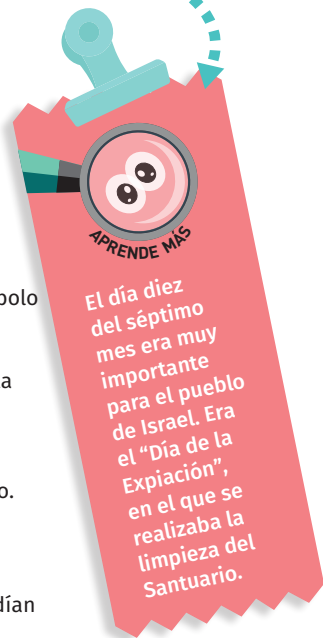 APRENDE MÁS
El día diez
del séptimo
mes era muy
importante
para el pueblo
de Israel. Era
el “Día de la
Expiación”,
en el que se
realizaba la
limpieza del
Santuario.